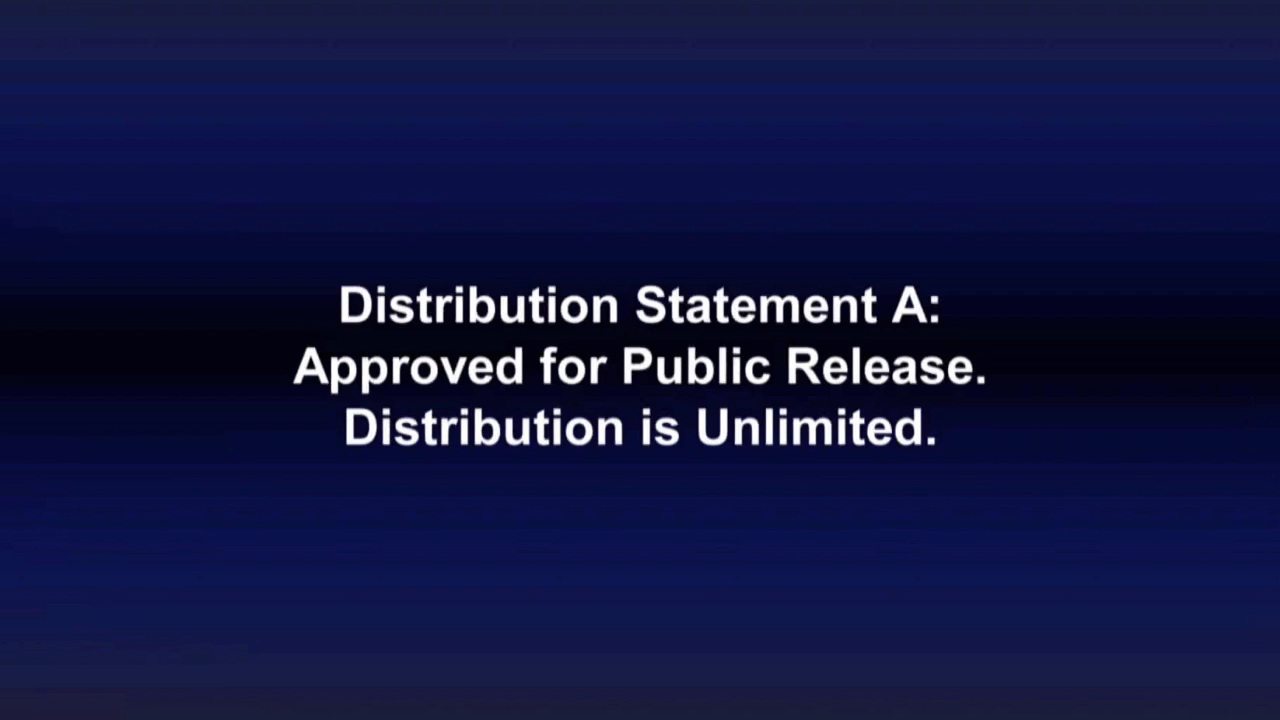 Distribution Statement A:
Approved for Public Release.
Distribution is Unlimited.